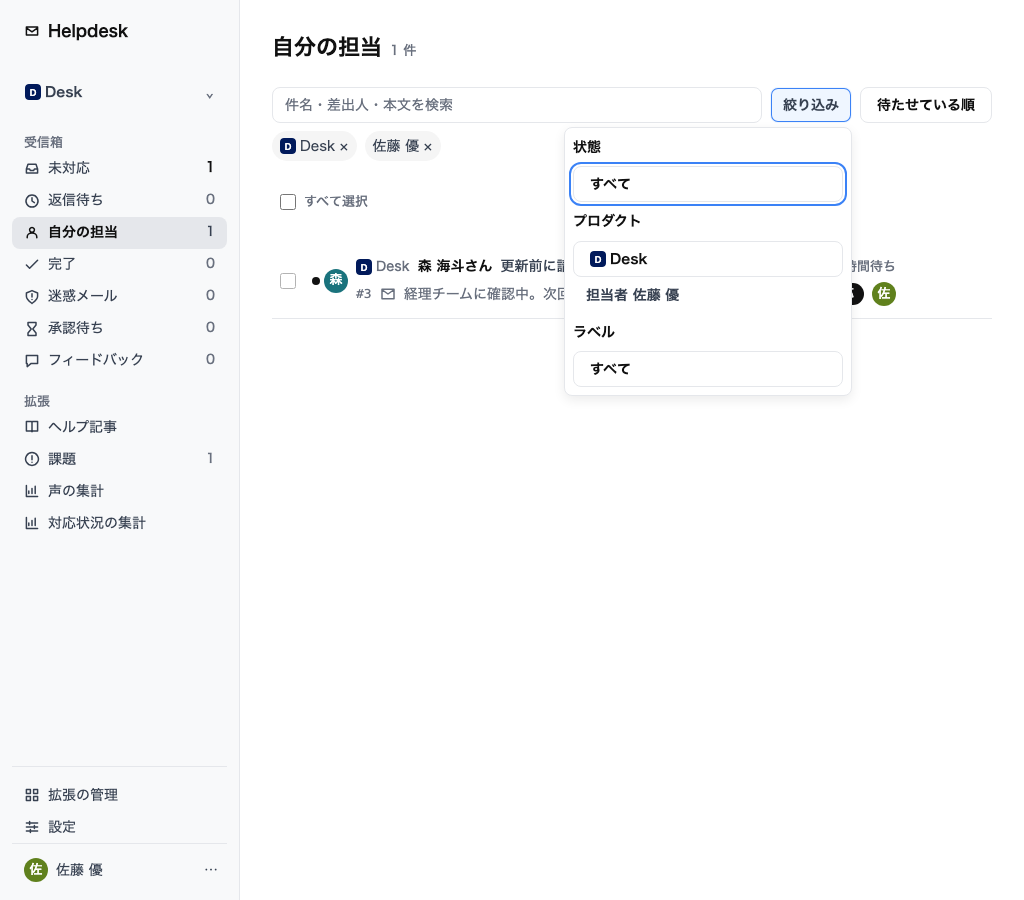 Helpdesk
D Desk
受信箱
未対応 1
返信待ち 0
自分の担当 1
完了 0
迷惑メール 0
承認待ち 0
フィードバック 0
拡張
ヘルプ記事
課題 1
声の集計
対応状況の集計
拡張の管理
設定
佐 佐藤 優 …
自分の担当 1 件
件名・差出人・本文を検索 絞り込み 待たせている順
D Desk × 佐藤 優 ×
すべて選択
森 D Desk 森 海斗さん 更新前に 時間待ち
#3 経理チームに確認中。次回 佐
状態
すべて
プロダクト
D Desk
担当者 佐藤 優
ラベル
すべて